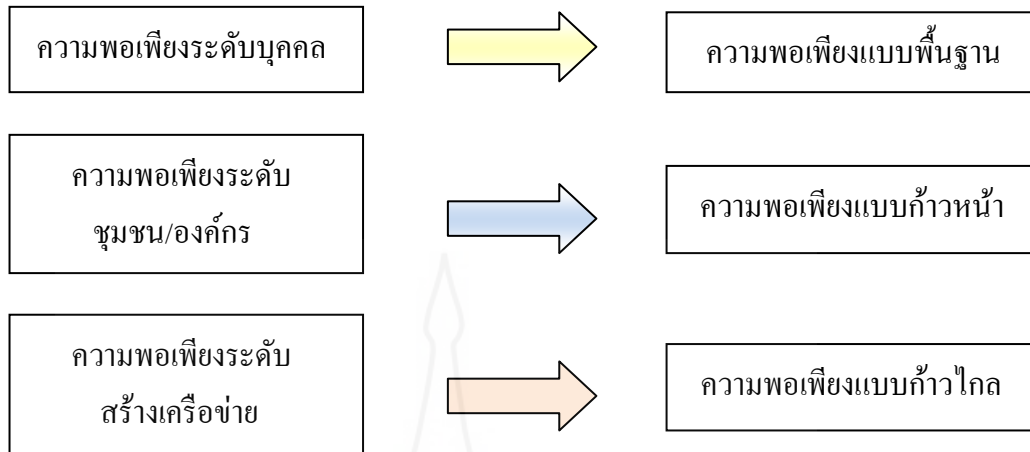 ความพอเพียงระดับบุคคล
ความพอเพียงแบบพื้นฐาน
ความพอเพียงระดับ
ชุมชน/องค์กร
ความพอเพียงแบบก้าวหน้า
ความพอเพียงระดับ
สร้างเครือข่าย
ความพอเพียงแบบก้าวไกล